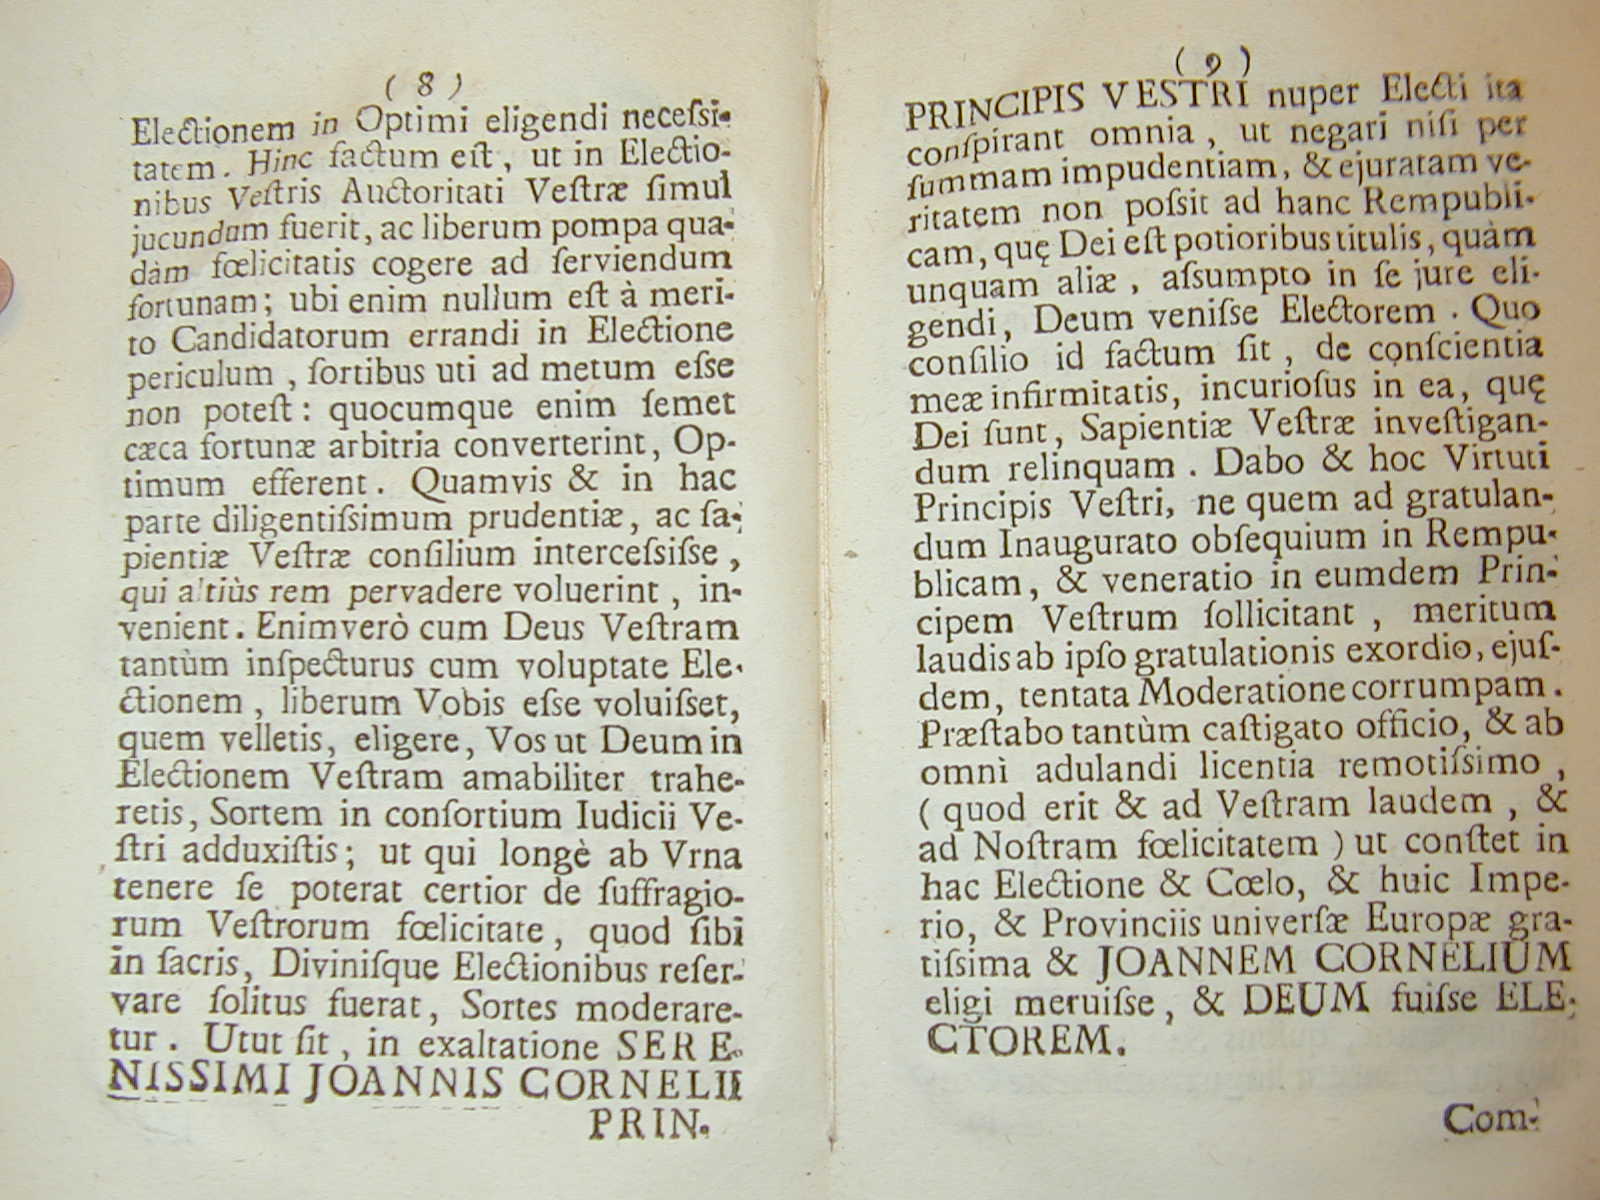 ( 8 )
Electionem in Optimi eligendi neceſsi-
tatem. Hinc factum eſt, ut in Electio-
nibus Veſtris Auctoritati Veſtræ ſimul
jucundum fuerit, ac liberum pompa qua-
dàm fœlicitatis cogere ad ſerviendum
fortunam; ubi enim nullum eſt à meri-
to Candidatorum errandi in Electione
periculum, ſortibus uti ad metum eſse
non poteſt: quocumque enim ſemet
cæca fortunæ arbitria converterint, Op-
timum efferent. Quamvis & in hac
parte diligentiſsimum prudentiæ, ac ſa-
pientiæ Veſtræ conſilium interceſsiſse,
qui altiùs rem pervadere voluerint, in-
venient. Enimverò cum Deus Veſtram
tantùm inſpecturus cum voluptate Ele-
ctionem, liberum Vobis eſse voluiſset,
quem velletis, eligere, Vos ut Deum in
Electionem Veſtram amabiliter trahe-
retis, Sortem in conſortium Iudicii Ve-
ſtri adduxiſtis; ut qui longè ab Vrna
tenere ſe poterat certior de ſuffragio-
rum Veſtrorum fœlicitate, quod ſibi
in ſacris, Diviniſque Electionibus reſer-
vare ſolitus fuerat, Sortes moderare-
tur. Utut ſit, in exaltatione SERE-
NISSIMI JOANNIS CORNELII
PRIN-
( 9 )
PRINCIPIS VESTRI nuper Electi ita
conſpirant omnia, ut negari niſi per
ſummam impudentiam, & ejuratam ve-
ritatem non poſsit ad hanc Rempubli-
cam, quę Dei eſt potioribus titulis, quàm
unquam aliæ, aſsumpto in ſe jure eli-
gendi, Deum veniſse Electorem. Quo
conſilio id factum ſit, de conſcientia
meæ infirmitatis, incurioſus in ea, quę
Dei ſunt, Sapientiæ Veſtræ inveſtigan-
dum relinquam. Dabo & hoc Virtuti
Principis Veſtri, ne quem ad gratulan-
dum Inaugurato obſequium in Rempu-
blicam, & veneratio in eumdem Prin-
cipem Veſtrum ſollicitant, meritum
laudis ab ipſo gratulationis exordio, ejuſ-
dem, tentata Moderatione corrumpam.
Præſtabo tantùm caſtigato officio, & ab
omni adulandi licentia remotiſsimo,
( quod erit & ad Veſtram laudem, &
ad Noſtram fœlicitatem ) ut conſtet in
hac Electione & Cœlo, & huic Impe-
rio, & Provinciis univerſæ Europæ gra-
tiſsima & JOANNEM CORNELIUM
eligi meruiſse, & DEUM fuiſse ELE-
CTOREM.
Com-